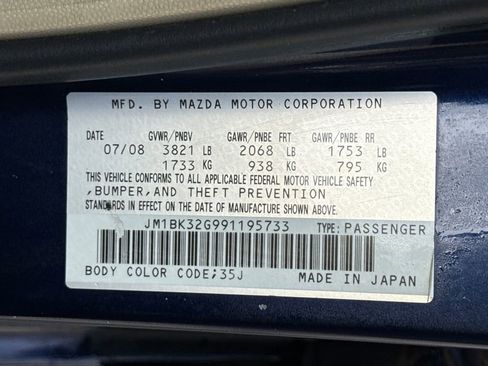 MFD. BY MAZDA MOTOR CORPORATION
DATE GVWR/PNBV GAWR/PNBE FRT GAWR/PNBE RR
07/08 3821 LB 2068 LB 1753 LB
1733 KG 938 KG 795 KG
THIS VEHICLE CONFORMS TO ALL APPLICABLE FEDERAL MOTOR VEHICLE SAFETY
,BUMPER,AND THEFT PREVENTION
STANDARDS IN EFFECT ON THE DATE OF MANUFACTURE SHOWN ABOVE.
JM1BK32G991195733 TYPE:PASSENGER
BODY COLOR CODE;35J MADE IN JAPAN